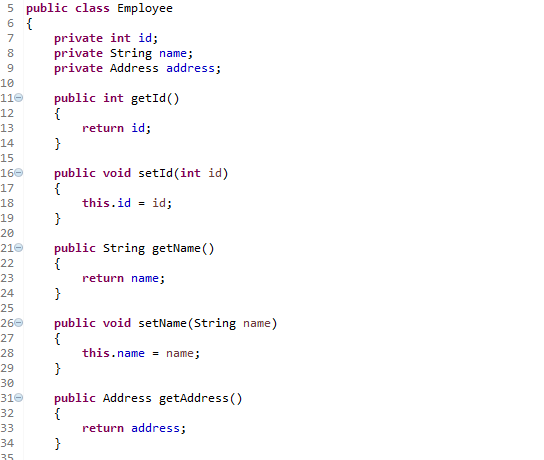 5 public class Employee
6 {
7     private int id;
8     private String name;
9     private Address address;
10
11     public int getId()
12     {
13         return id;
14     }
15
16     public void setId(int id)
17     {
18         this.id = id;
19     }
20
21     public String getName()
22     {
23         return name;
24     }
25
26     public void setName(String name)
27     {
28         this.name = name;
29     }
30
31     public Address getAddress()
32     {
33         return address;
34     }
35